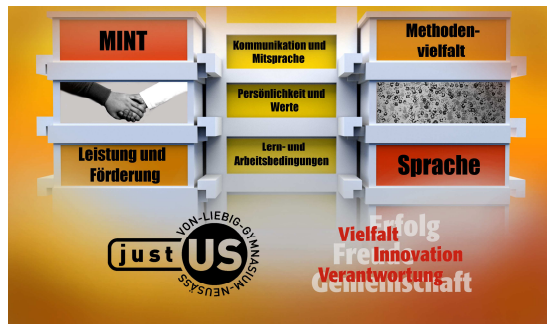 MINT
Kommunikation und
Mitsprache
Methoden-
vielfalt
Persönlichkeit und
Werte
Leistung und
Förderung
Lern- und
Arbeitsbedingungen
Sprache
just US
VON-LIEBIG-GYMNASIUM-NEUSÄSS
Erfolg
Vielfalt
Freude
Innovation
Verantwortung
Gemeinschaft